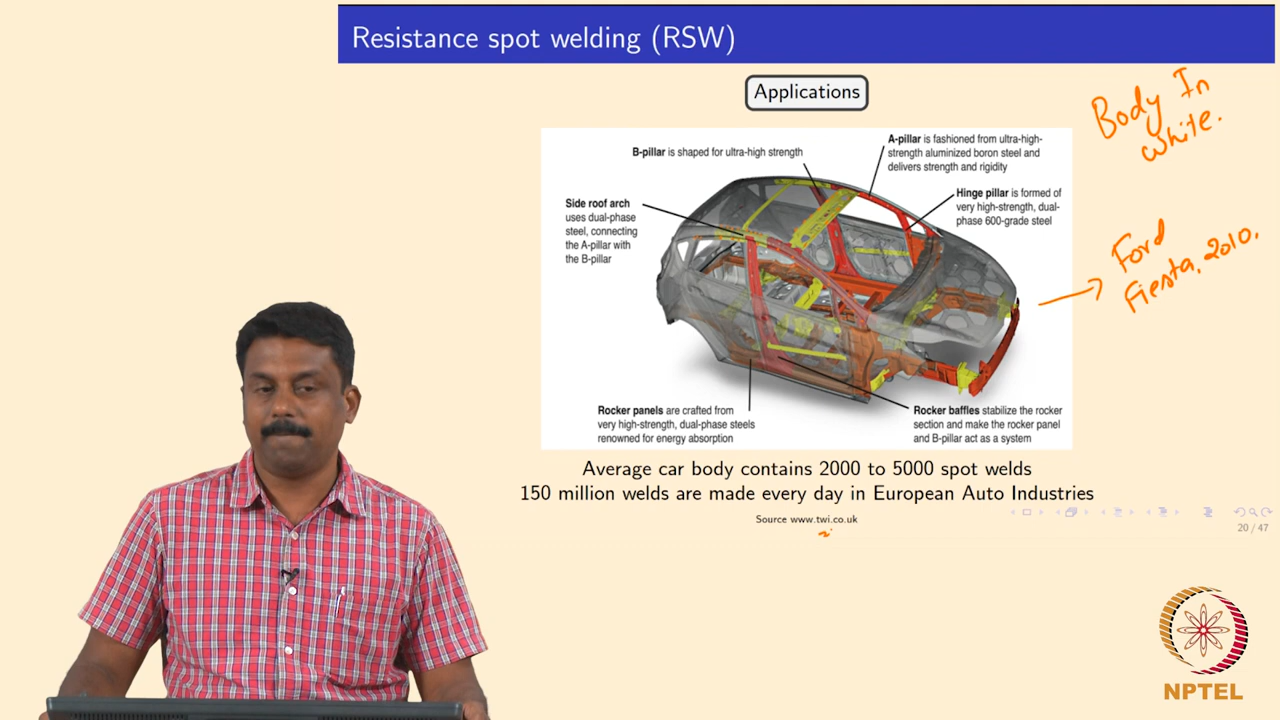 Resistance spot welding (RSW)
Applications
Body In
white.
B-pillar is shaped for ultra-high strength
A-pillar is fashioned from ultra-high-
strength aluminized boron steel and
delivers strength and rigidity
Side roof arch
uses dual-phase
steel, connecting
the A-pillar with
the B-pillar
Hinge pillar is formed of
very high-strength, dual-
phase 600-grade steel
Ford
Fiesta, 2010.
Rocker panels are crafted from
very high-strength, dual-phase steels
renowned for energy absorption
Rocker baffles stabilize the rocker
section and make the rocker panel
and B-pillar act as a system
Average car body contains 2000 to 5000 spot welds
150 million welds are made every day in European Auto Industries
Source www.twi.co.uk
20 / 47
NPTEL